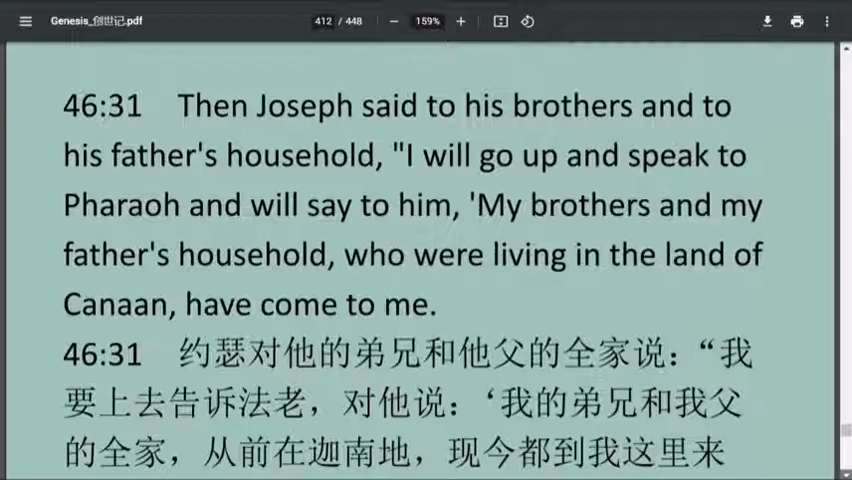 Genesis_创世记.pdf
412 / 448
159%
46:31 Then Joseph said to his brothers and to
his father's household, "I will go up and speak to
Pharaoh and will say to him, 'My brothers and my
father's household, who were living in the land of
Canaan, have come to me.
46:31 约瑟对他的弟兄和他父的全家说：“我
要上去告诉法老，对他说：‘我的弟兄和我父
的全家，从前在迦南地，现今都到我这里来